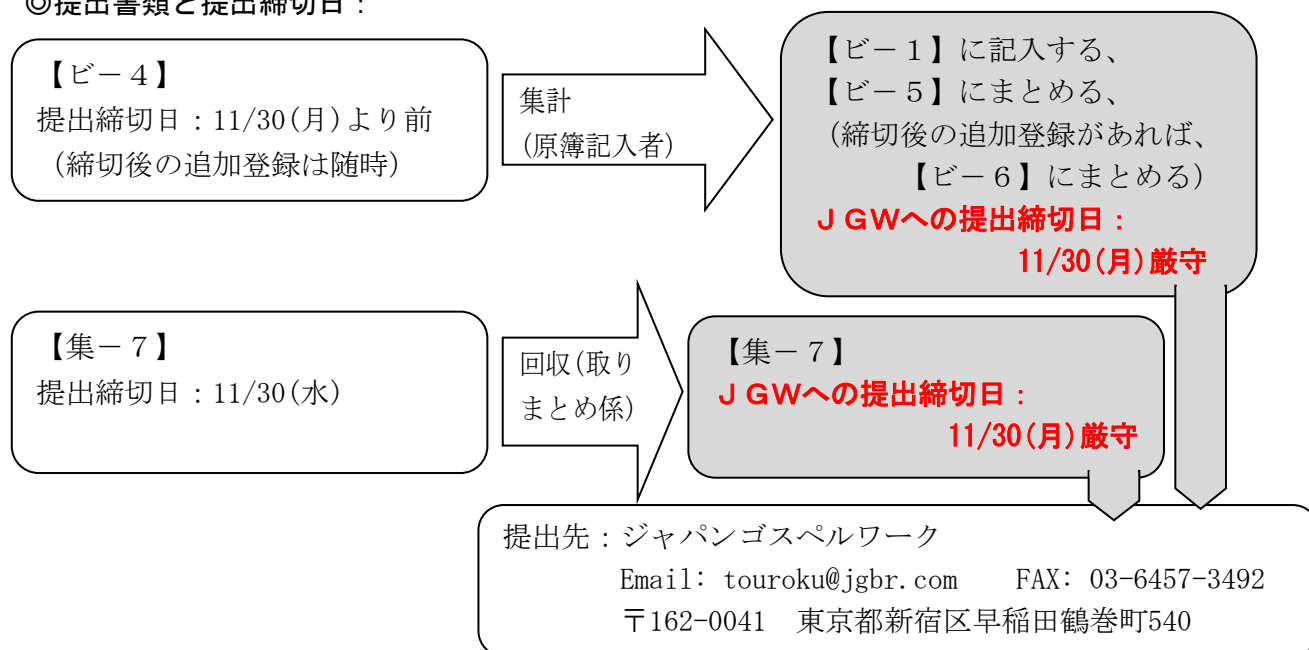 ◎提出書類と提出締切日：
【ビ－４】
提出締切日：11/30(月)より前
(締切後の追加登録は随時)
集計
(原簿記入者)
【ビ－１】に記入する、
【ビ－５】にまとめる、
(締切後の追加登録があれば、
【ビ－６】にまとめる)
ＪＧＷへの提出締切日：
11/30(月)厳守
【集－７】
提出締切日：11/30(水)
回収(取り
まとめ係)
【集－７】
ＪＧＷへの提出締切日：
11/30(月)厳守
提出先：ジャパンゴスペルワーク
Email: touroku@jgbr.com　FAX: 03-6457-3492
〒162-0041　東京都新宿区早稲田鶴巻町540